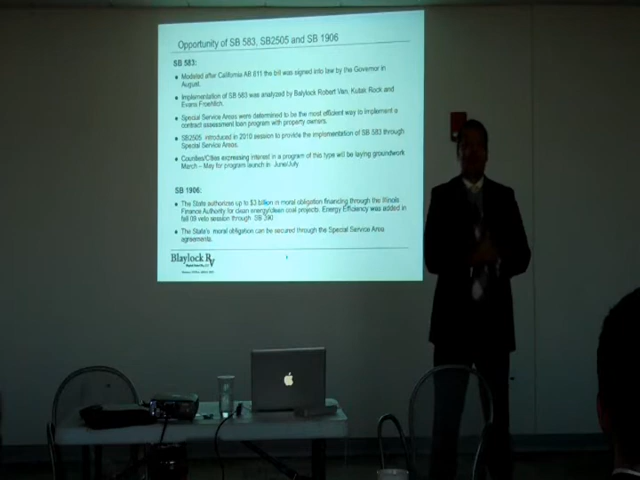 Opportunity of SB 583, SB2505 and SB 1906
SB 583:
Modeled after California AB 811 the bill was signed into law by the Governor in
August.
Implementation of SB 583 was analyzed by Balylock Robert Van, Kutak Rock and
Evans Froehlich.
Special Service Areas were determined to be the most efficient way to implement a
contract assessment loan program with property owners.
SB2505 introduced in 2010 session to provide the implementation of SB 583 through
Special Service Areas.
Counties/Cities expressing interest in a program of this type will be laying groundwork
March – May for program launch in June/July
SB 1906:
The State authorizes up to $3 billion in moral obligation financing through the Illinois
Finance Authority for clean energy/clean coal projects. Energy Efficiency was added in
fall 09 veto session through SB 390
The State's moral obligation can be secured through the Special Service Area
agreements.
Blaylock RV